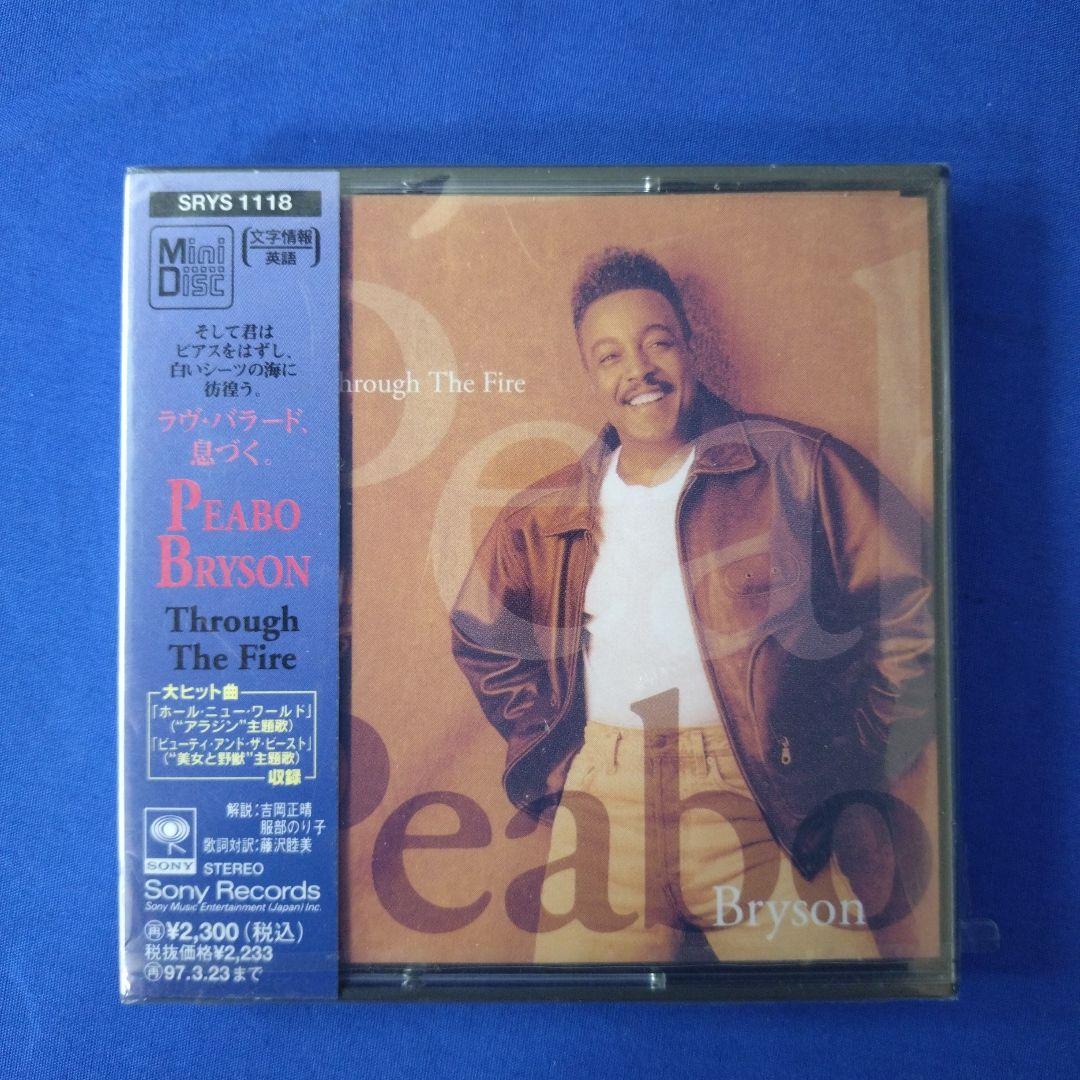 SRYS 1118
Mini
Disc
文字情報
英語
そして君は
ピアスをはずし、
白いシーツの海に
彷徨う。
ラヴ・バラード、
息づく。
PEABO
BRYSON
Through
The Fire
大ヒット曲
「ホール・ニュー・ワールド」
(“アラジン”主題歌)
「ビューティ・アンド・ザ・ビースト」
(“美女と野獣”主題歌)
収録
解説:吉岡正晴
服部のり子
歌詞対訳:藤沢睦美
SONY
STEREO
Sony Records
Sony Music Entertainment (Japan) Inc.
再¥2,300(税込)
税抜価格¥2,233
再97.3.23まで
Through The Fire
Peabo
Bryson